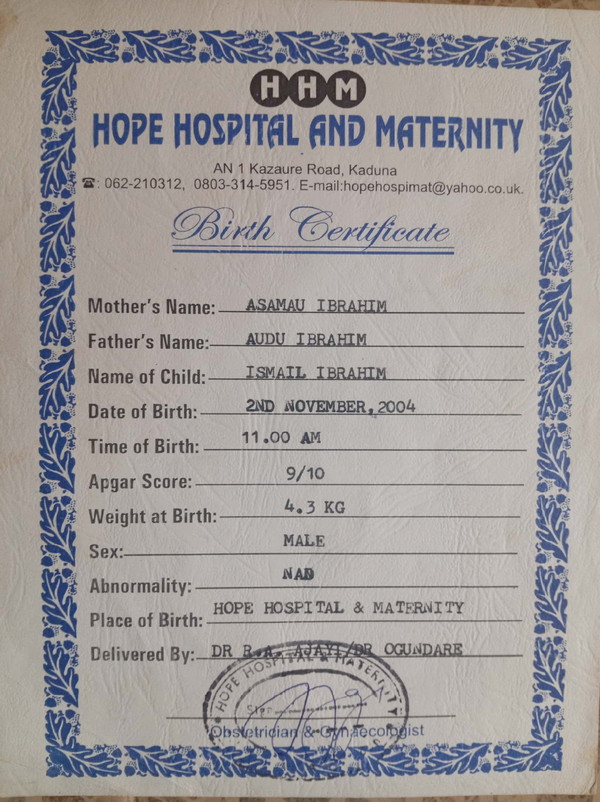 HHM
HOPE HOSPITAL AND MATERNITY
AN 1 Kazaure Road, Kaduna
☎: 062-210312, 0803-314-5951. E-mail:hopehospimat@yahoo.co.uk.
Birth Certificate
Mother's Name: ASAMAU IBRAHIM
Father's Name: AUDU IBRAHIM
Name of Child: ISMAIL IBRAHIM
Date of Birth: 2ND NOVEMBER,2004
Time of Birth: 11.00 AM
Apgar Score: 9/10
Weight at Birth: 4.3 KG
Sex: MALE
Abnormality: NAD
Place of Birth: HOPE HOSPITAL & MATERNITY
Delivered By: DR R.A. AJAYI/DR OGUNDARE
HOPE HOSPITAL & MATERNITY
Obstetrician & Gynaecologist